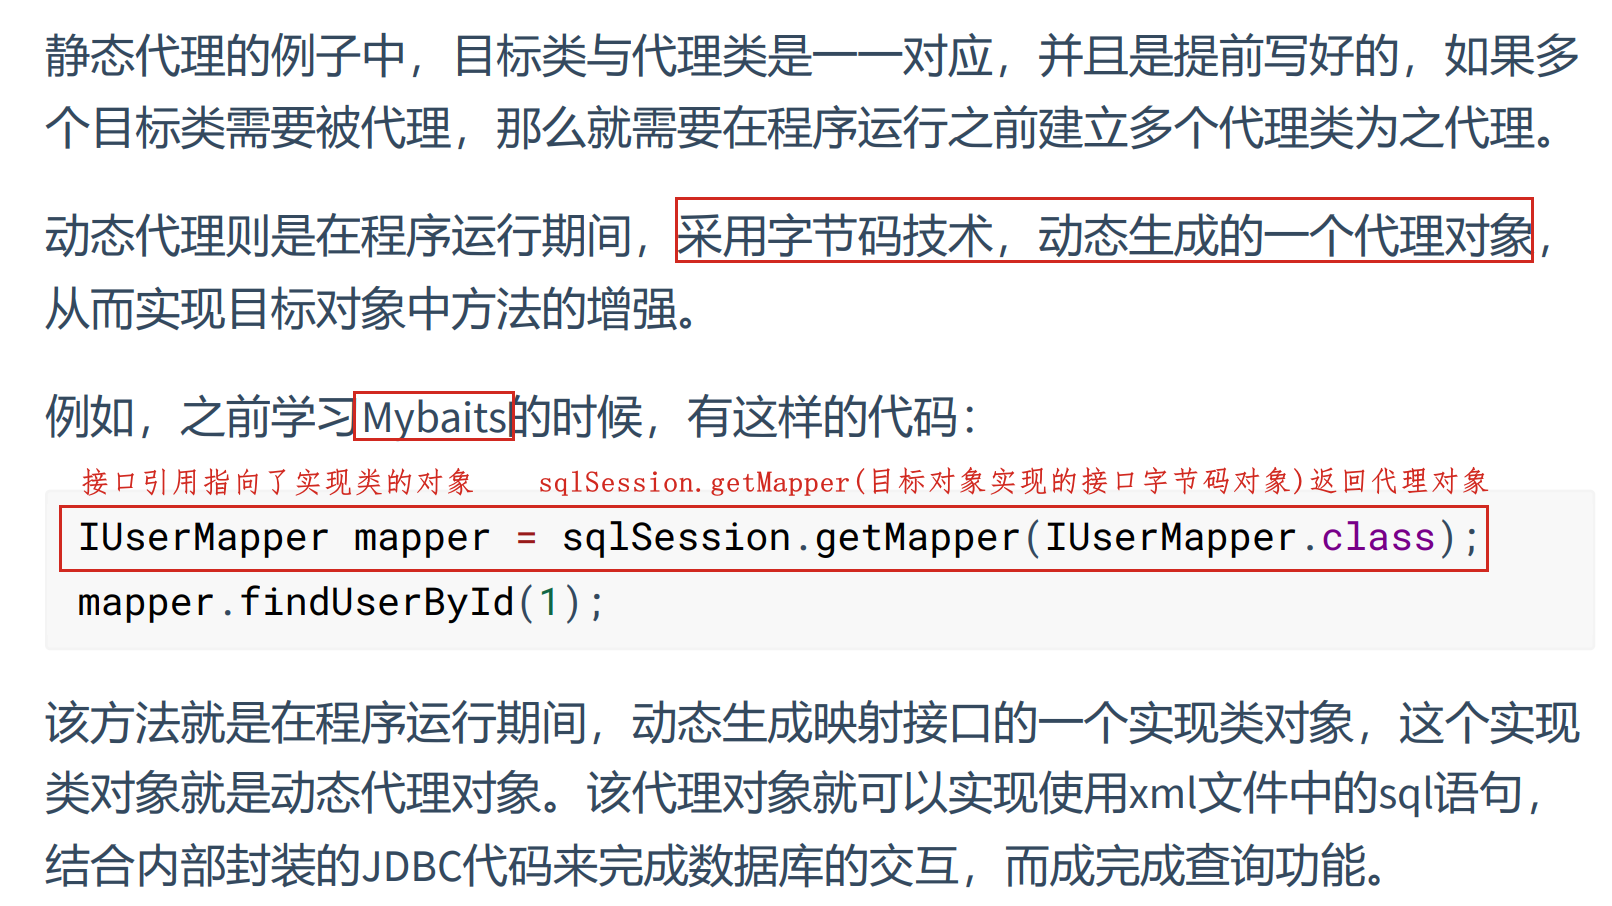 静态代理的例子中，目标类与代理类是一一对应，并且是提前写好的，如果多
个目标类需要被代理，那么就需要在程序运行之前建立多个代理类为之代理。
动态代理则是在程序运行期间，采用字节码技术，动态生成的一个代理对象，
从而实现目标对象中方法的增强。
例如，之前学习Mybaits的时候，有这样的代码：
接口引用指向了实现类的对象 sqlSession.getMapper(目标对象实现的接口字节码对象)返回代理对象
IUserMapper mapper = sqlSession.getMapper(IUserMapper.class);
mapper.findUserById(1);
该方法就是在程序运行期间，动态生成映射接口的一个实现类对象，这个实现
类对象就是动态代理对象。该代理对象就可以实现使用xml文件中的sql语句，
结合内部封装的JDBC代码来完成数据库的交互，而成完成查询功能。